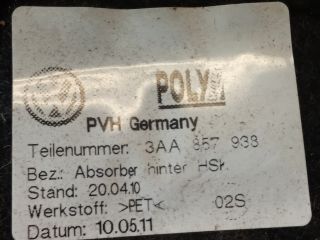 POLY
PVH Germany
Teilenummer: 3AA 857 933
Bez.: Absorber hinter HSK
Stand: 20.04.10
Werkstoff: >PET< 02S
Datum: 10.05.11